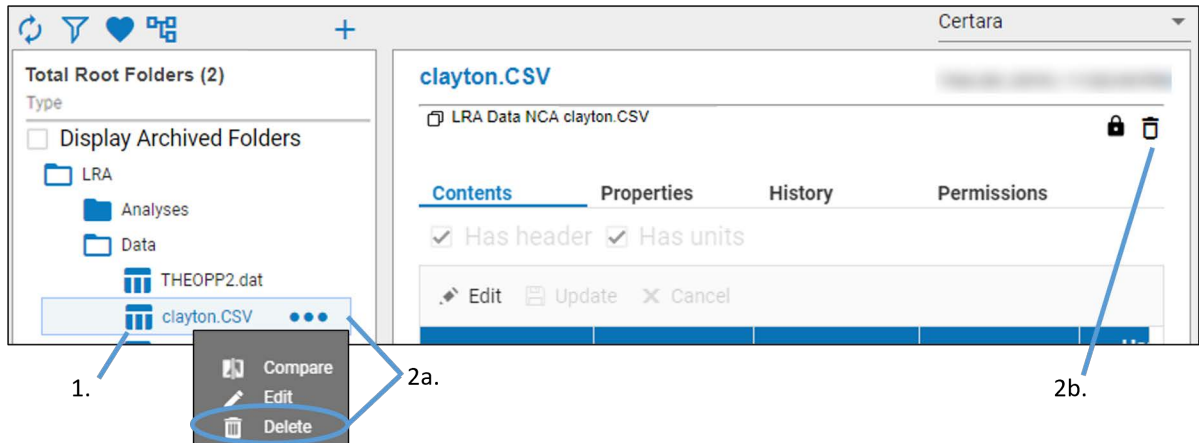 Certara
Total Root Folders (2)
Type
Display Archived Folders
LRA
Analyses
Data
THEOPP2.dat
clayton.CSV
Compare
Edit
Delete
1.
2a.
clayton.CSV
LRA Data NCA clayton.CSV
Contents Properties History Permissions
Has header Has units
Edit Update Cancel
2b.